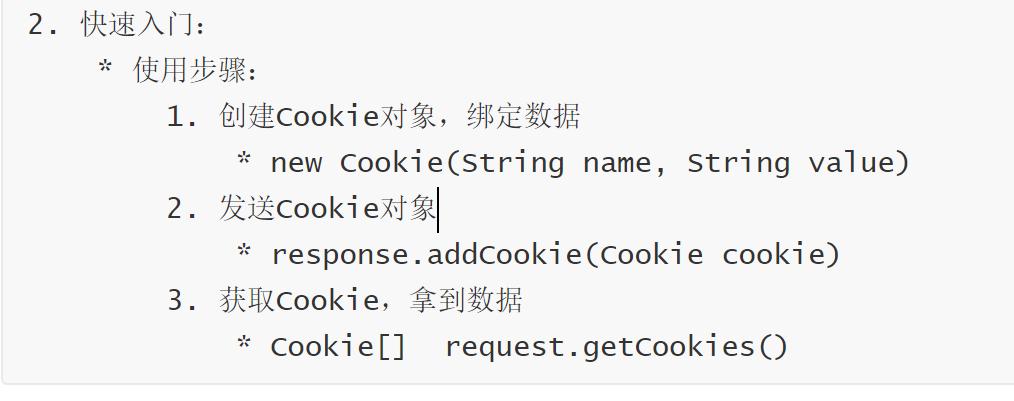 2. 快速入门：
* 使用步骤：
1. 创建Cookie对象，绑定数据
* new Cookie(String name, String value)
2. 发送Cookie对象
* response.addCookie(Cookie cookie)
3. 获取Cookie，拿到数据
* Cookie[]  request.getCookies()